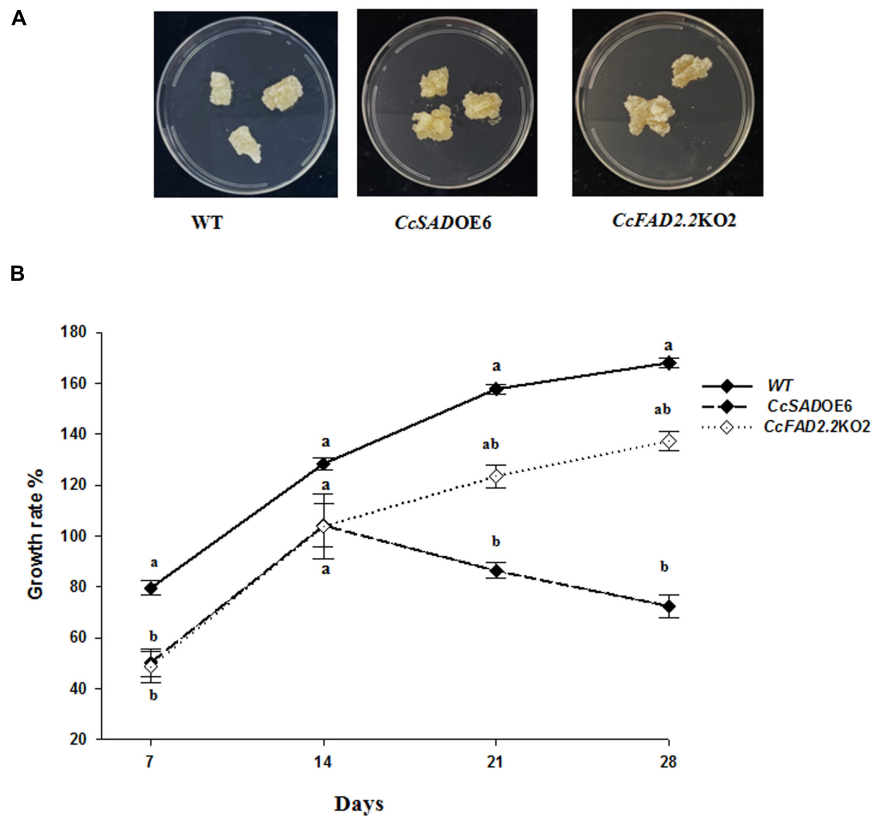 A
WT
CcSADOE6
CcFAD2.2KO2
B
180
160
140
120
100
80
60
40
20
Growth rate %
7
14
21
28
Days
a
b
b
a
a
a
a
ab
b
a
ab
b
WT
CcSADOE6
CcFAD2.2KO2